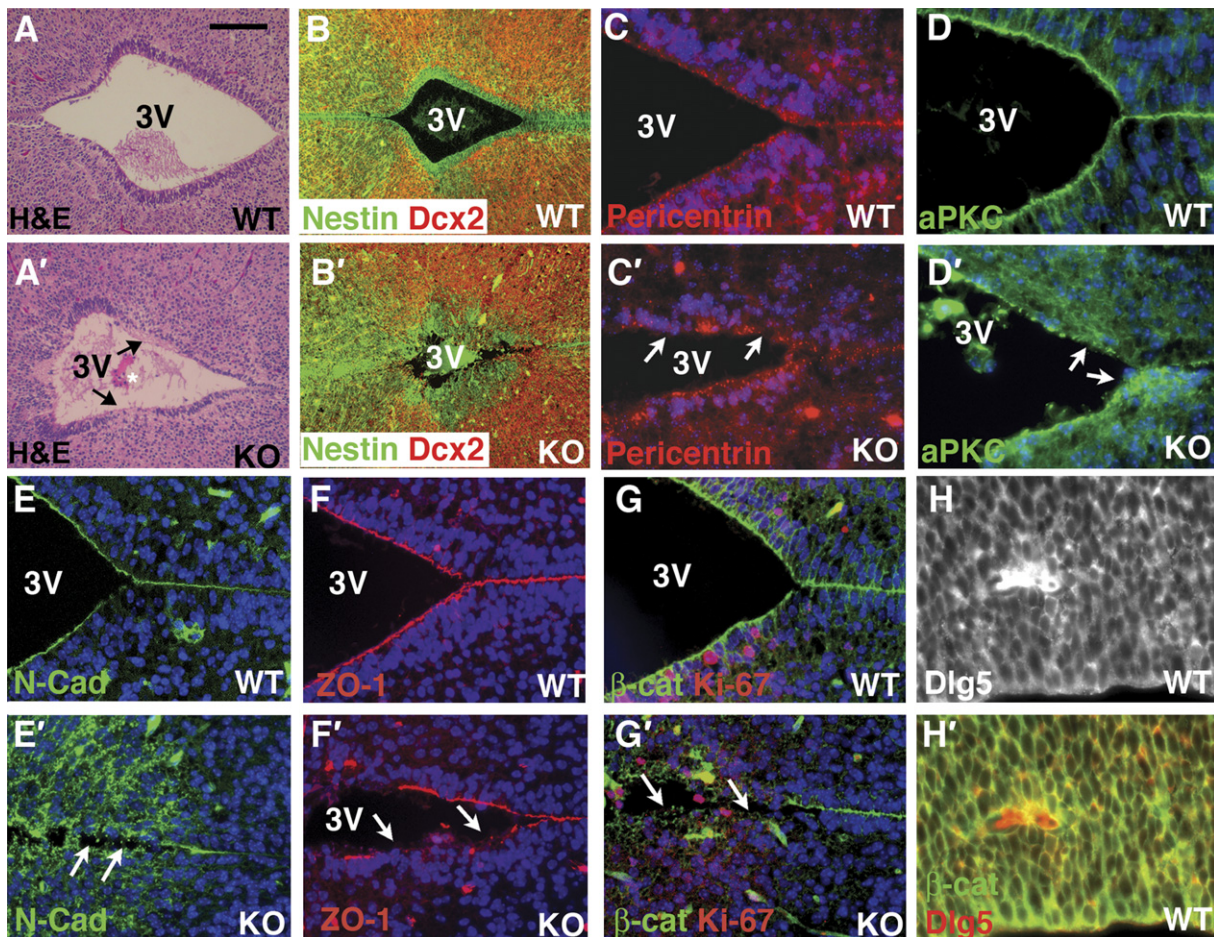 A
3V
H&E WT
B
3V
Nestin Dcx2 WT
C
3V
Pericentrin WT
D
3V
aPKC WT
A′
3V
*
H&E KO
B′
3V
Nestin Dcx2 KO
C′
3V
Pericentrin KO
D′
3V
aPKC KO
E
3V
N-Cad WT
F
3V
ZO-1 WT
G
3V
β-cat Ki-67 WT
H
Dlg5 WT
E′
N-Cad KO
F′
3V
ZO-1 KO
G′
β-cat Ki-67 KO
H′
β-cat
Dlg5 WT